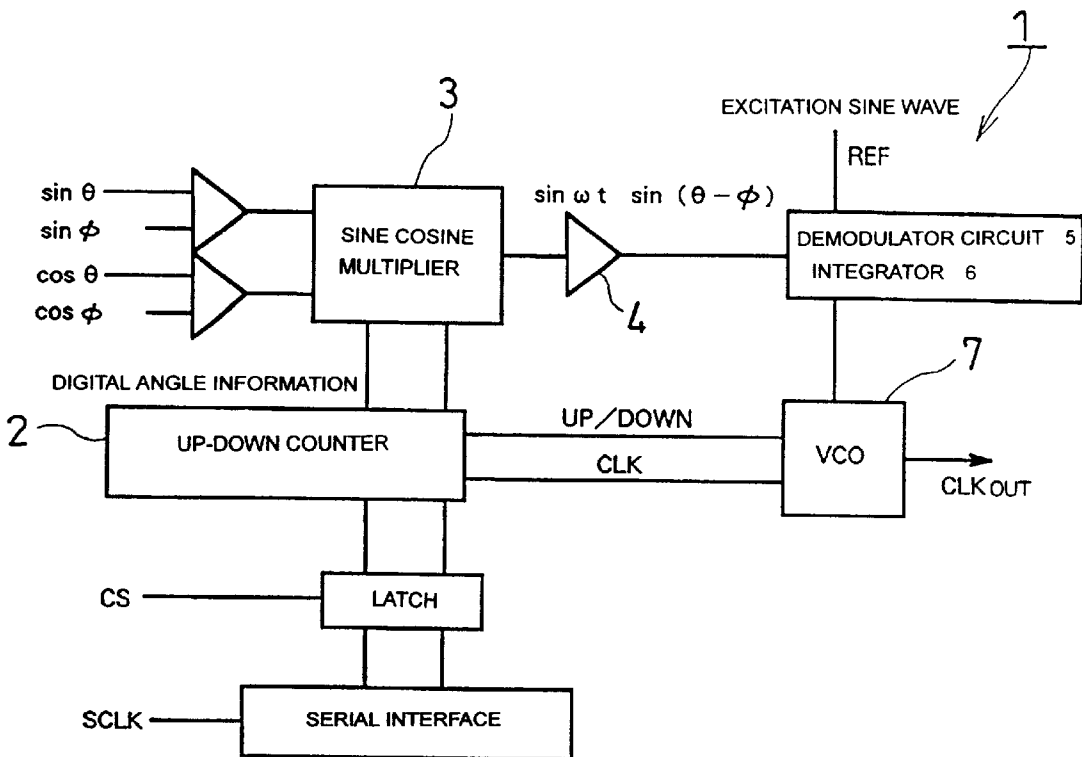 1
EXCITATION SINE WAVE
REF
3
sin θ
sin ϕ
cos θ
cos ϕ
SINE COSINE
MULTIPLIER
sin ω t sin (θ − ϕ)
4
DEMODULATOR CIRCUIT 5
INTEGRATOR 6
DIGITAL ANGLE INFORMATION
2
UP-DOWN COUNTER
UP/DOWN
CLK
7
VCO
CLK OUT
CS
LATCH
SCLK
SERIAL INTERFACE